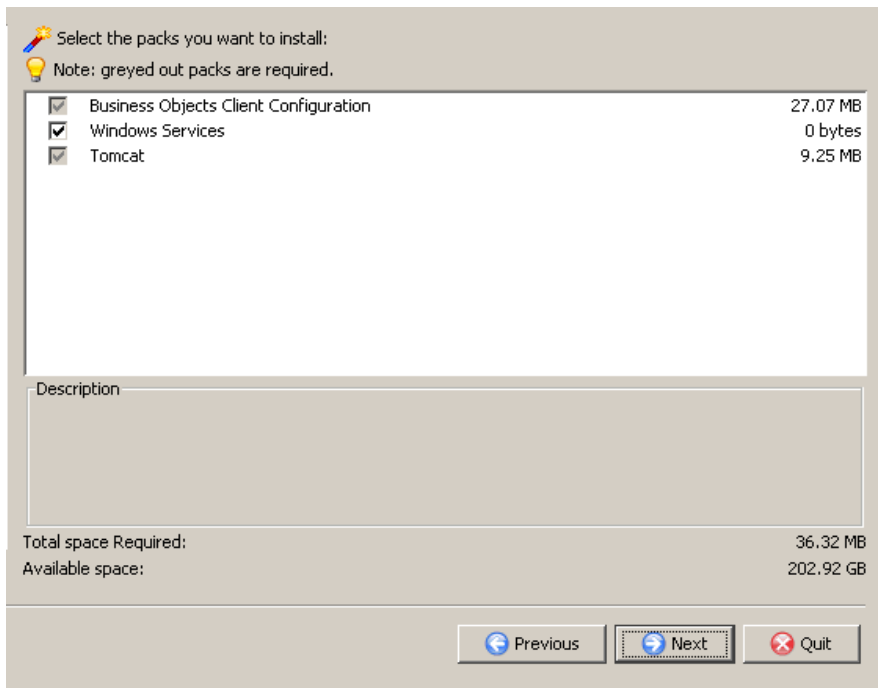 Select the packs you want to install:
Note: greyed out packs are required.
Business Objects Client Configuration 27.07 MB
Windows Services 0 bytes
Tomcat 9.25 MB
Description
Total space Required: 36.32 MB
Available space: 202.92 GB
Previous Next Quit